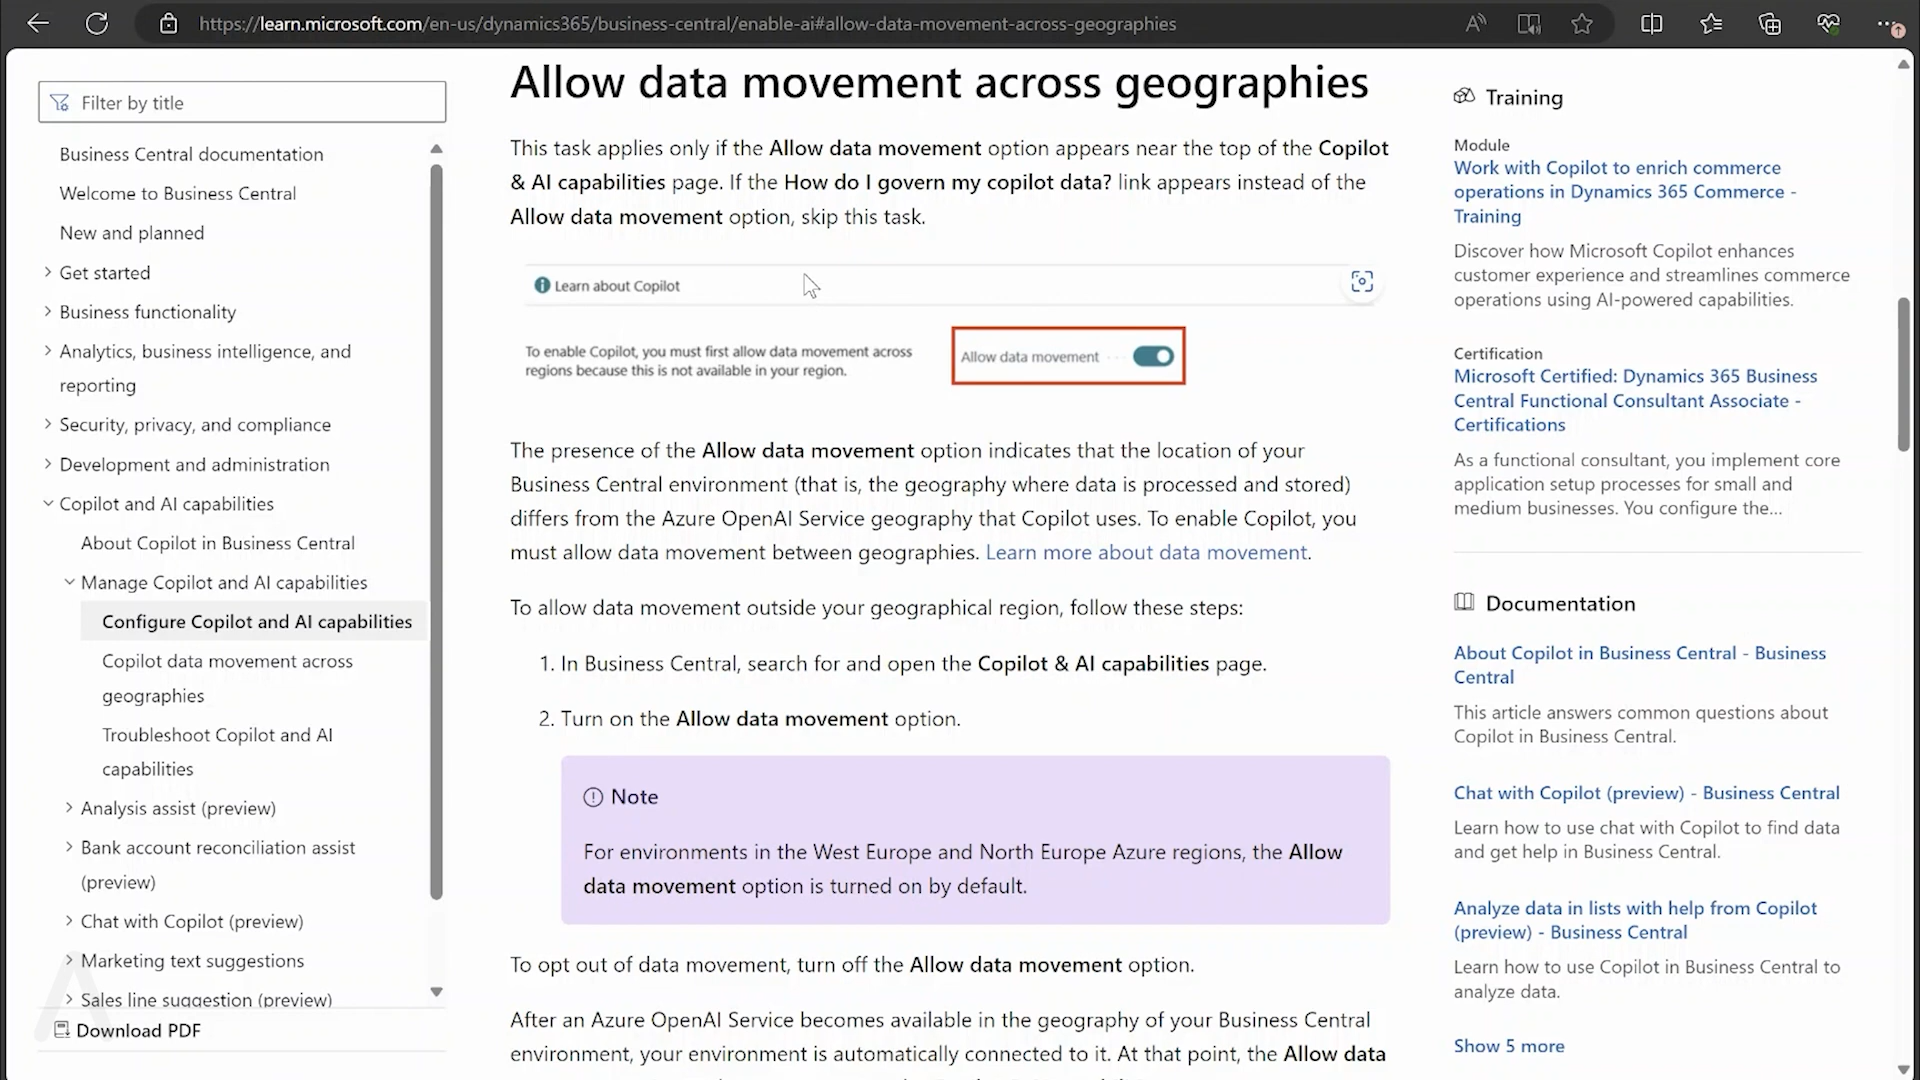 https://learn.microsoft.com/en-us/dynamics365/business-central/enable-ai#allow-data-movement-across-geographies
Filter by title
Business Central documentation
Welcome to Business Central
New and planned
Get started
Business functionality
Analytics, business intelligence, and
reporting
Security, privacy, and compliance
Development and administration
Copilot and AI capabilities
About Copilot in Business Central
Manage Copilot and AI capabilities
Configure Copilot and AI capabilities
Copilot data movement across
geographies
Troubleshoot Copilot and AI
capabilities
Analysis assist (preview)
Bank account reconciliation assist
(preview)
Chat with Copilot (preview)
Marketing text suggestions
Sales line suggestion (preview)
Download PDF
Allow data movement across geographies
This task applies only if the Allow data movement option appears near the top of the Copilot
& AI capabilities page. If the How do I govern my copilot data? link appears instead of the
Allow data movement option, skip this task.
Learn about Copilot
To enable Copilot, you must first allow data movement across
regions because this is not available in your region.
Allow data movement
The presence of the Allow data movement option indicates that the location of your
Business Central environment (that is, the geography where data is processed and stored)
differs from the Azure OpenAI Service geography that Copilot uses. To enable Copilot, you
must allow data movement between geographies. Learn more about data movement.
To allow data movement outside your geographical region, follow these steps:
1. In Business Central, search for and open the Copilot & AI capabilities page.
2. Turn on the Allow data movement option.
Note
For environments in the West Europe and North Europe Azure regions, the Allow
data movement option is turned on by default.
To opt out of data movement, turn off the Allow data movement option.
After an Azure OpenAI Service becomes available in the geography of your Business Central
environment, your environment is automatically connected to it. At that point, the Allow data
Training
Module
Work with Copilot to enrich commerce
operations in Dynamics 365 Commerce -
Training
Discover how Microsoft Copilot enhances
customer experience and streamlines commerce
operations using AI-powered capabilities.
Certification
Microsoft Certified: Dynamics 365 Business
Central Functional Consultant Associate -
Certifications
As a functional consultant, you implement core
application setup processes for small and
medium businesses. You configure the...
Documentation
About Copilot in Business Central - Business
Central
This article answers common questions about
Copilot in Business Central.
Chat with Copilot (preview) - Business Central
Learn how to use chat with Copilot to find data
and get help in Business Central.
Analyze data in lists with help from Copilot
(preview) - Business Central
Learn how to use Copilot in Business Central to
analyze data.
Show 5 more